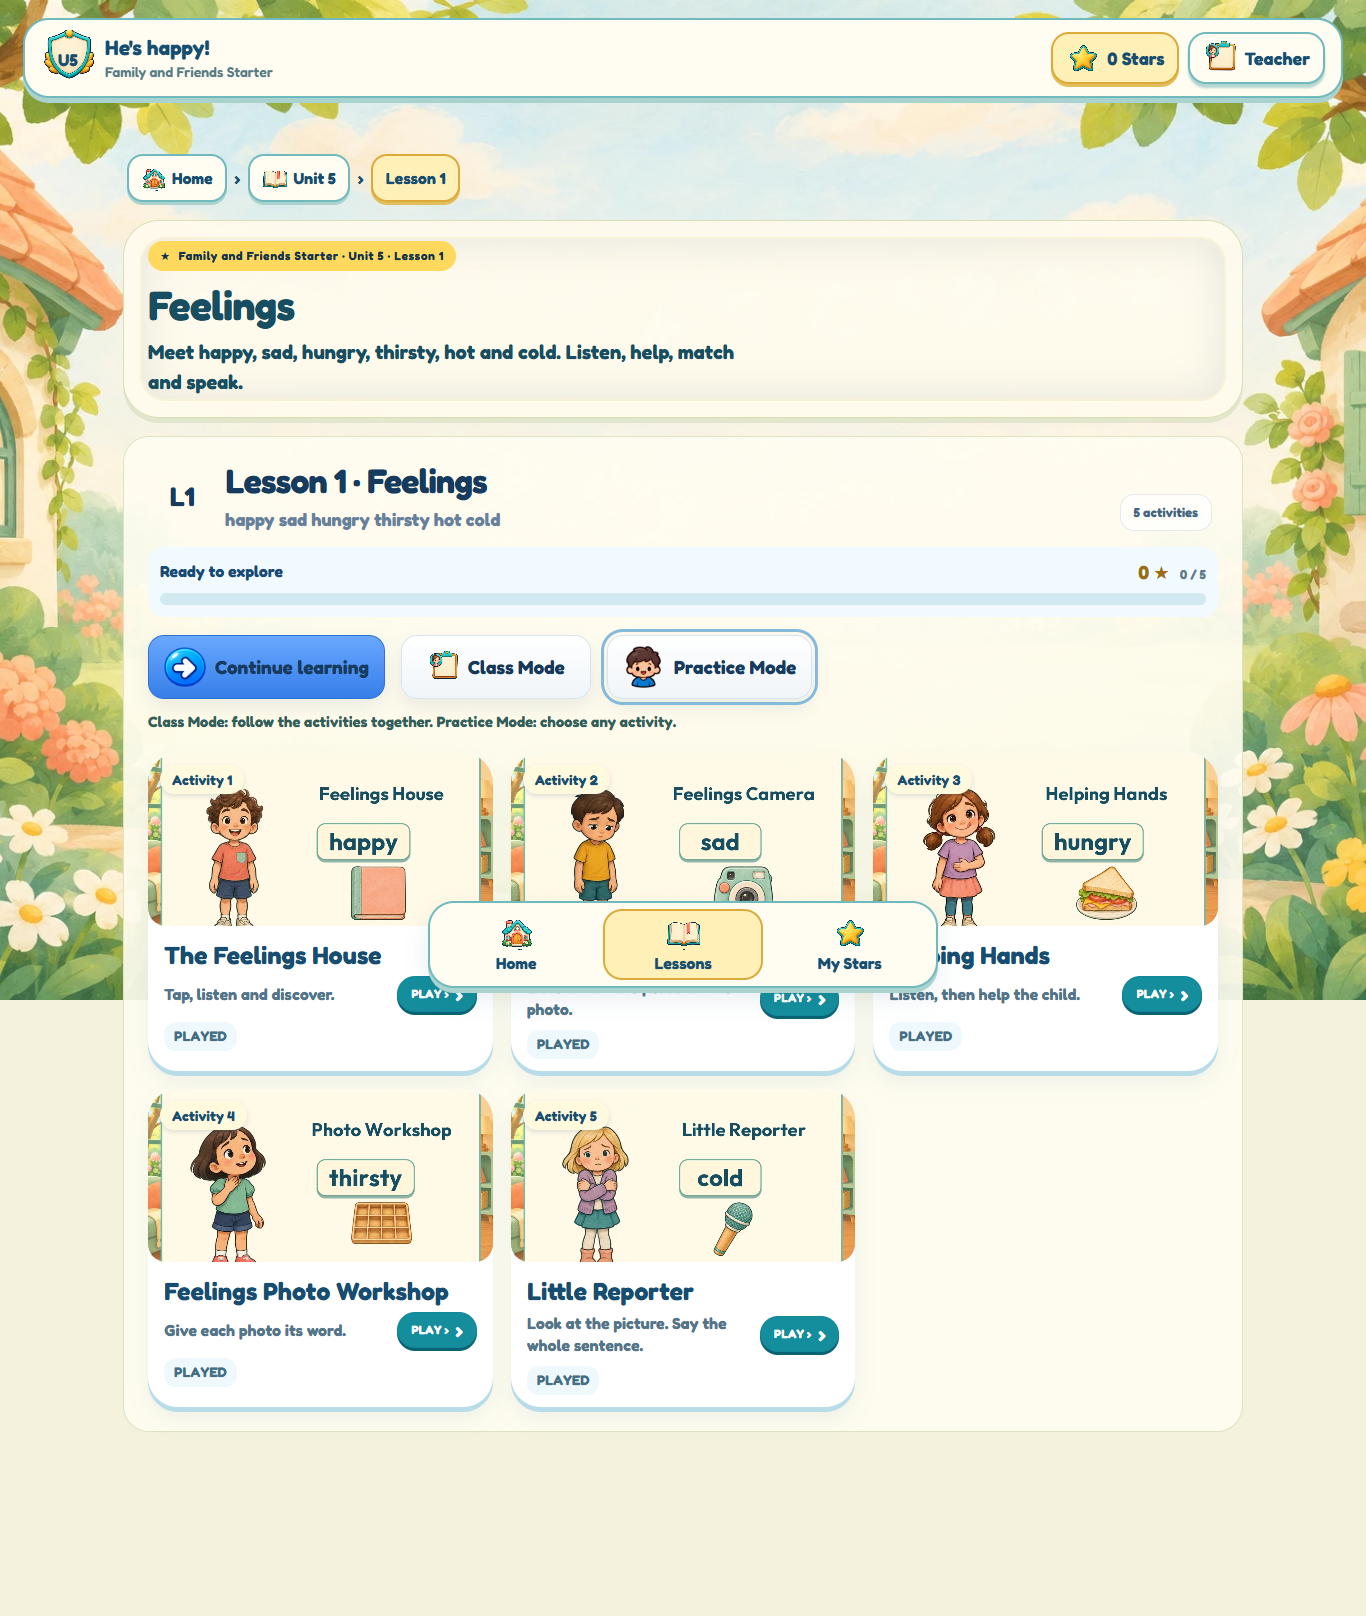 U5
He's happy!
Family and Friends Starter
0 Stars
Teacher
Home › Unit 5 › Lesson 1
★ Family and Friends Starter · Unit 5 · Lesson 1
Feelings
Meet happy, sad, hungry, thirsty, hot and cold. Listen, help, match
and speak.
L1
Lesson 1 · Feelings
happy sad hungry thirsty hot cold
5 activities
Ready to explore
0 ★ 0 / 5
Continue learning
Class Mode
Practice Mode
Class Mode: follow the activities together. Practice Mode: choose any activity.
Activity 1
Feelings House
happy
The Feelings House
Tap, listen and discover.
PLAY ›
PLAYED
Activity 2
Feelings Camera
sad
photo.
PLAY ›
PLAYED
Activity 3
Helping Hands
hungry
ing Hands
Listen, then help the child.
PLAY ›
PLAYED
Activity 4
Photo Workshop
thirsty
Feelings Photo Workshop
Give each photo its word.
PLAY ›
PLAYED
Activity 5
Little Reporter
cold
Little Reporter
Look at the picture. Say the
whole sentence.
PLAY ›
PLAYED
Home
Lessons
My Stars